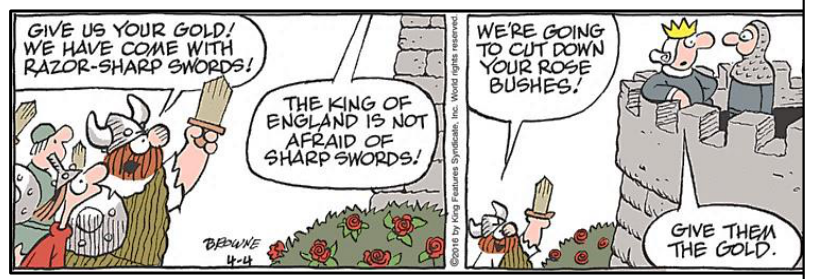 GIVE US YOUR GOLD!
WE HAVE COME WITH
RAZOR-SHARP SWORDS!
THE KING OF
ENGLAND IS NOT
AFRAID OF
SHARP SWORDS!
BROWNE
4-4
©2016 by King Features Syndicate, Inc. World rights reserved.
WE'RE GOING
TO CUT DOWN
YOUR ROSE
BUSHES!
GIVE THEM
THE GOLD.